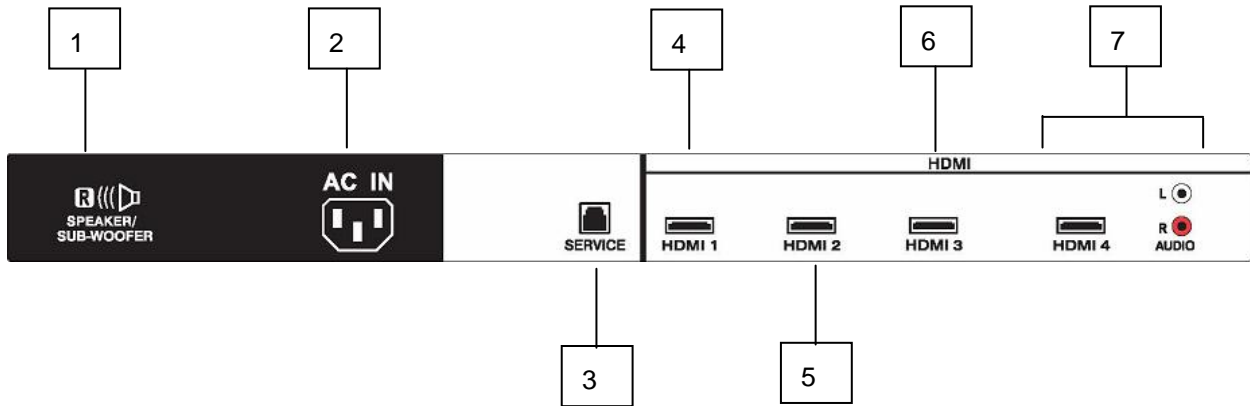 1
2
4
6
7
HDMI
AC IN
R
SPEAKER/
SUB-WOOFER
L
R
SERVICE
HDMI 1
HDMI 2
HDMI 3
HDMI 4
AUDIO
3
5